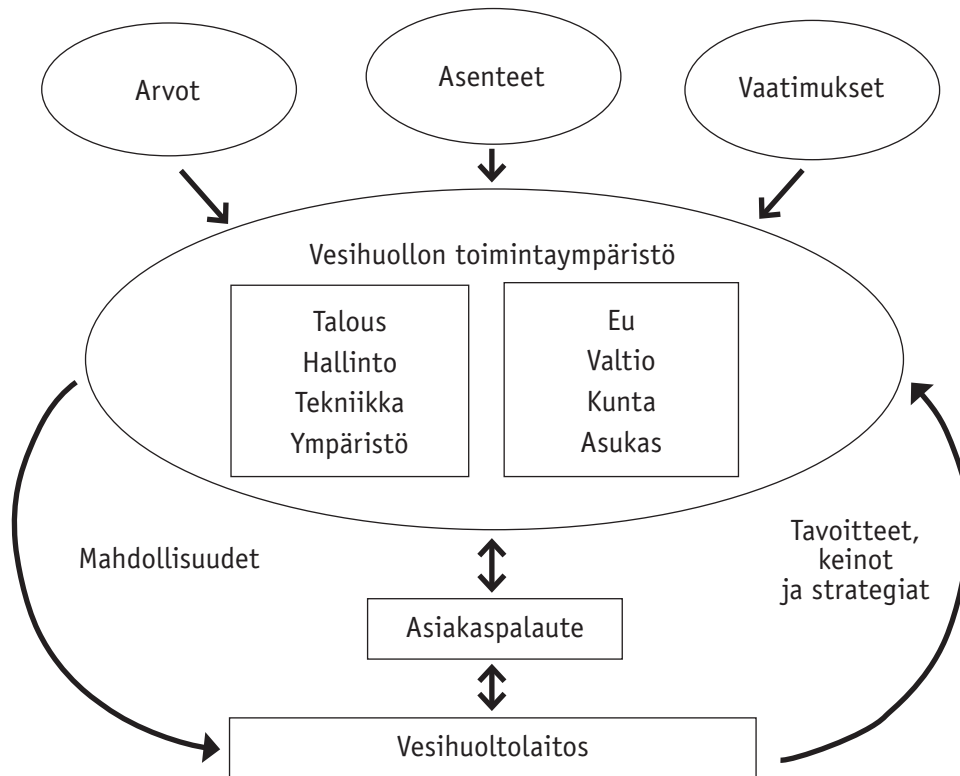 Arvot
Asenteet
Vaatimukset
Vesihuollon toimintaympäristö
Talous
Hallinto
Tekniikka
Ympäristö
Eu
Valtio
Kunta
Asukas
Mahdollisuudet
Tavoitteet,
keinot
ja strategiat
Asiakaspalaute
Vesihuoltolaitos